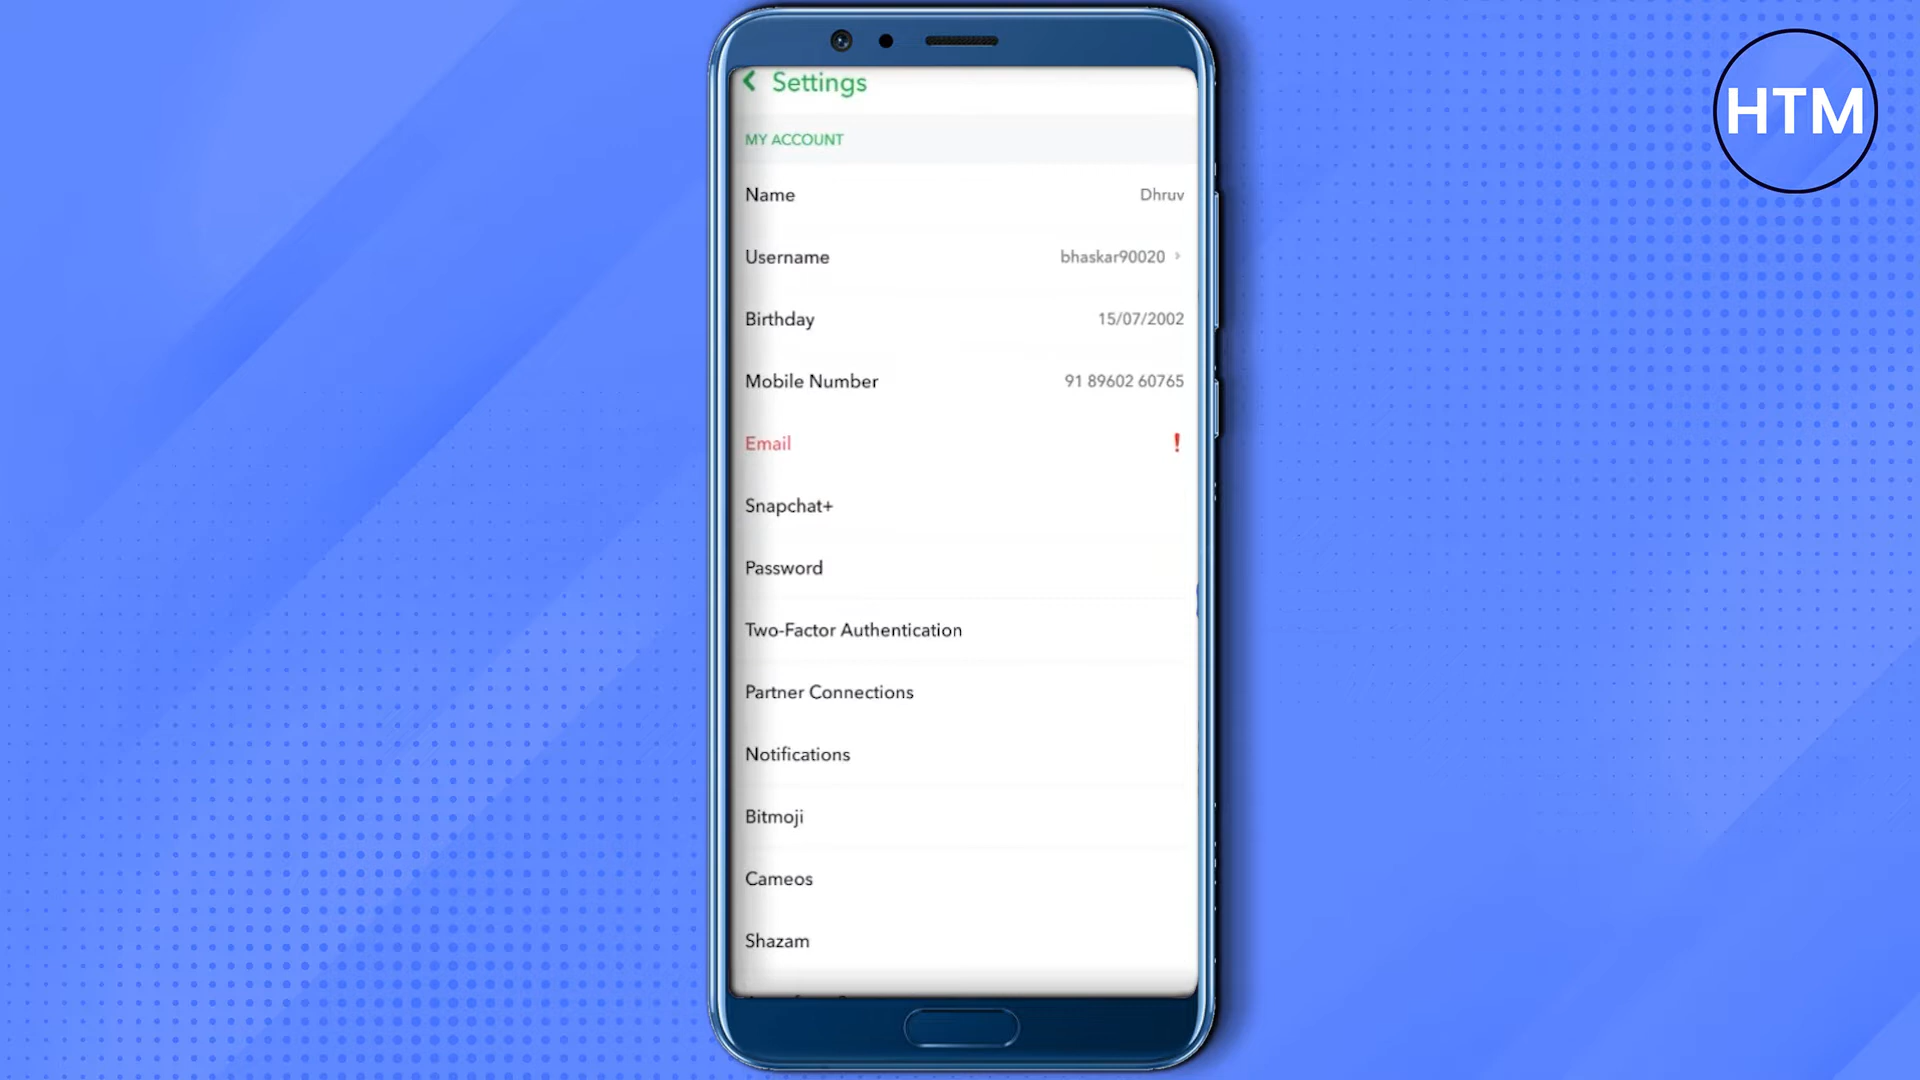 HTM
Settings
MY ACCOUNT
Name Dhruv
Username bhaskar90020
Birthday 15/07/2002
Mobile Number 91 89602 60765
Email !
Snapchat+
Password
Two-Factor Authentication
Partner Connections
Notifications
Bitmoji
Cameos
Shazam